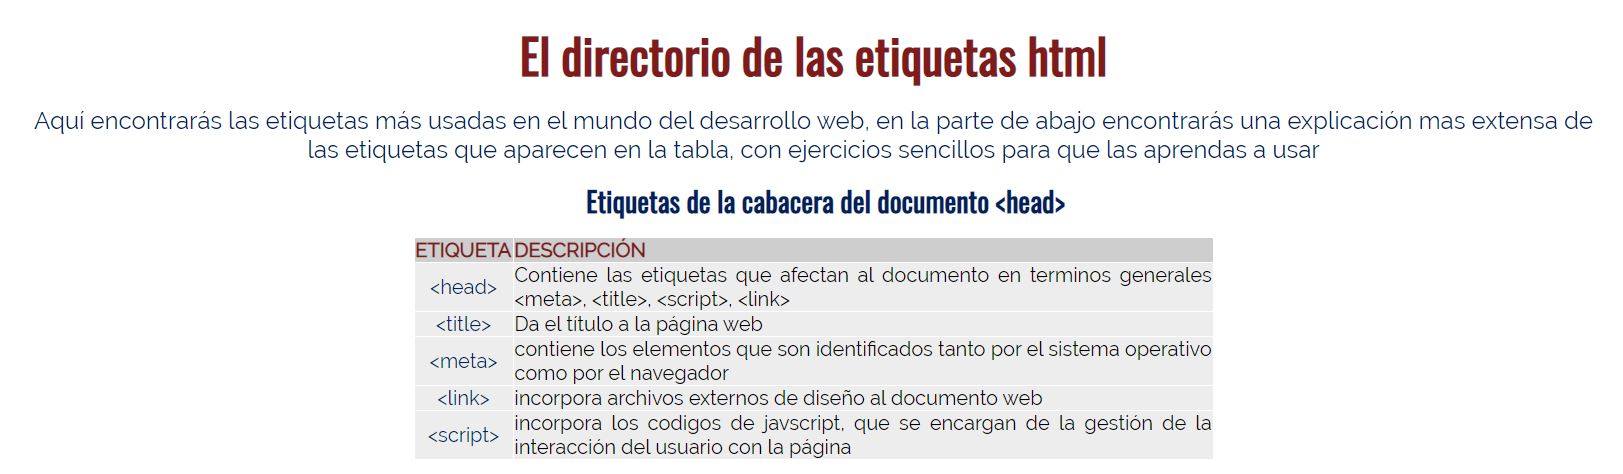 El directorio de las etiquetas html
Aquí encontrarás las etiquetas más usadas en el mundo del desarrollo web, en la parte de abajo encontrarás una explicación mas extensa de
las etiquetas que aparecen en la tabla, con ejercicios sencillos para que las aprendas a usar
Etiquetas de la cabacera del documento <head>
ETIQUETA DESCRIPCIÓN
<head> Contiene las etiquetas que afectan al documento en terminos generales
<meta>, <title>, <script>, <link>
<title> Da el título a la página web
<meta> contiene los elementos que son identificados tanto por el sistema operativo
como por el navegador
<link> incorpora archivos externos de diseño al documento web
<script> incorpora los codigos de javscript, que se encargan de la gestión de la
interacción del usuario con la página